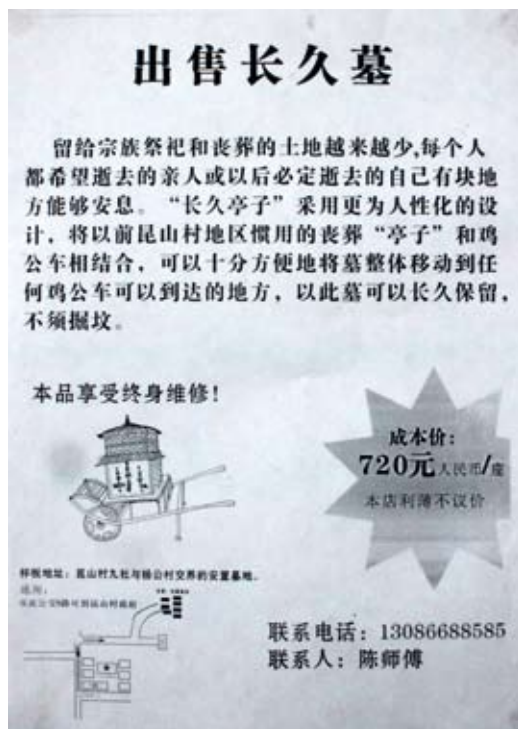 出售长久墓
留给宗族祭祀和丧葬的土地越来越少,每个人
都希望逝去的亲人或以后必定逝去的自己有块地
方能够安息。“长久亭子”采用更为人性化的设
计，将以前昆山村地区惯用的丧葬“亭子”和鸡
公车相结合，可以十分方便地将墓整体移动到任
何鸡公车可以到达的地方，以此墓可以长久保留，
不须掘坟。
本品享受终身维修！
成本价：
720元人民币/座
本店利薄不议价
样板地址：昆山村九社与杨公村交界的安置基地。
联系电话：13086688585
联系人：陈师傅